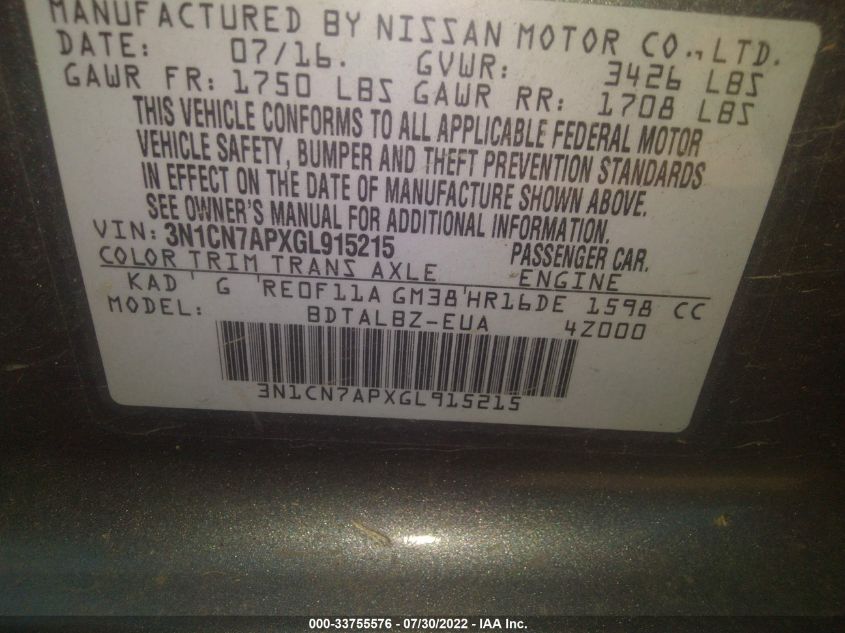 MANUFACTURED BY NISSAN MOTOR CO., LTD.
DATE: 07/16. GVWR: 3426 LBS
GAWR FR: 1750 LBS GAWR RR: 1708 LBS
THIS VEHICLE CONFORMS TO ALL APPLICABLE FEDERAL MOTOR
VEHICLE SAFETY, BUMPER AND THEFT PREVENTION STANDARDS
IN EFFECT ON THE DATE OF MANUFACTURE SHOWN ABOVE.
SEE OWNER'S MANUAL FOR ADDITIONAL INFORMATION.
VIN: 3N1CN7APXGL915215 PASSENGER CAR.
COLOR TRIM TRANS AXLE ENGINE
KAD ' G ' RE0F11A GM38 ' HR16DE 1598 CC
MODEL: BDTALBZ-EUA 4Z000
3N1CN7APXGL915215
000-33755576 - 07/30/2022 - IAA Inc.